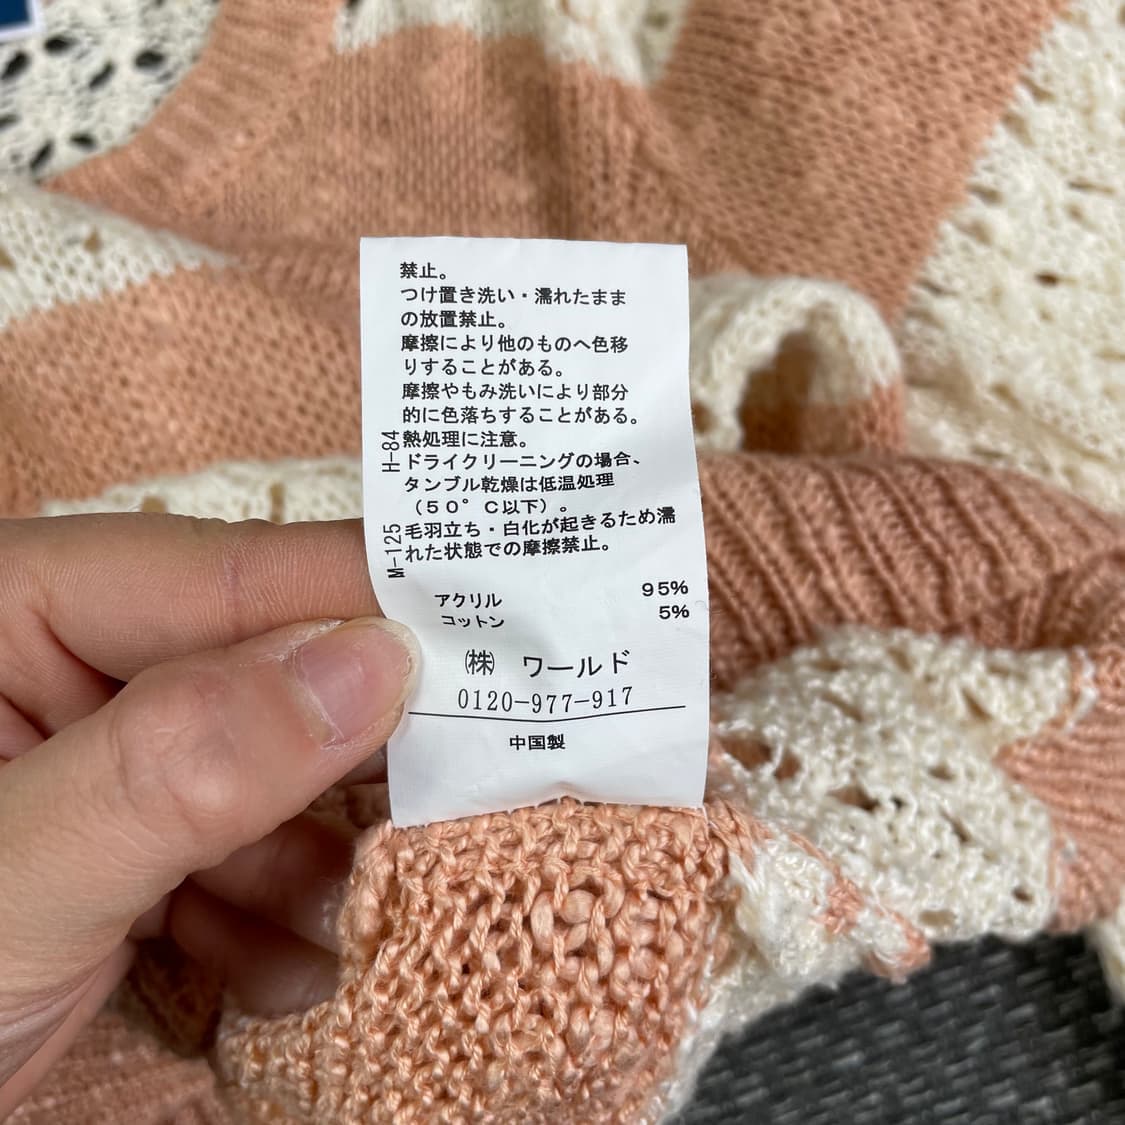 禁止。
つけ置き洗い・濡れたまま
の放置禁止。
摩擦により他のものへ色移
りすることがある。
摩擦やもみ洗いにより部分
的に色落ちすることがある。
熱処理に注意。
ドライクリーニングの場合、
タンブル乾燥は低温処理
（５０°Ｃ以下）。
毛羽立ち・白化が起きるため濡
れた状態での摩擦禁止。
M-125 H-84
アクリル 95%
コットン 5%
㈱ ワールド
0120-977-917
中国製